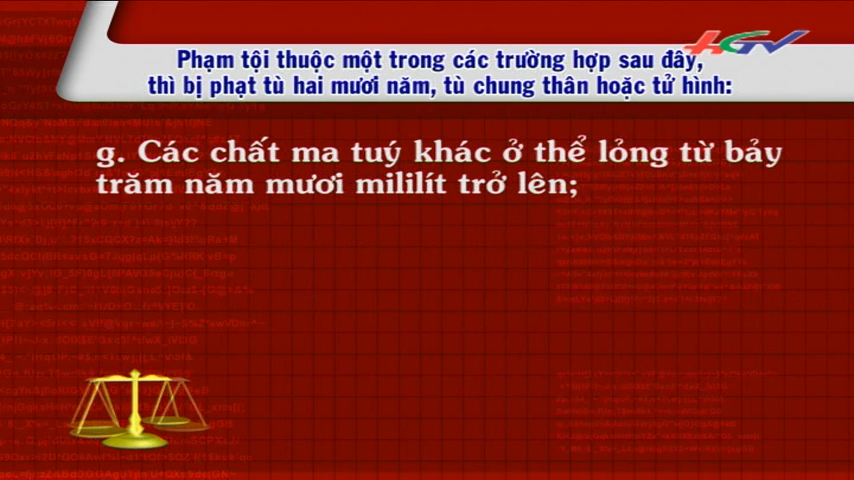 HGTV
Phạm tội thuộc một trong các trường hợp sau đây,
thì bị phạt tù hai mươi năm, tù chung thân hoặc tử hình:
g. Các chất ma tuý khác ở thể lỏng từ bảy
trăm năm mươi mililít trở lên;